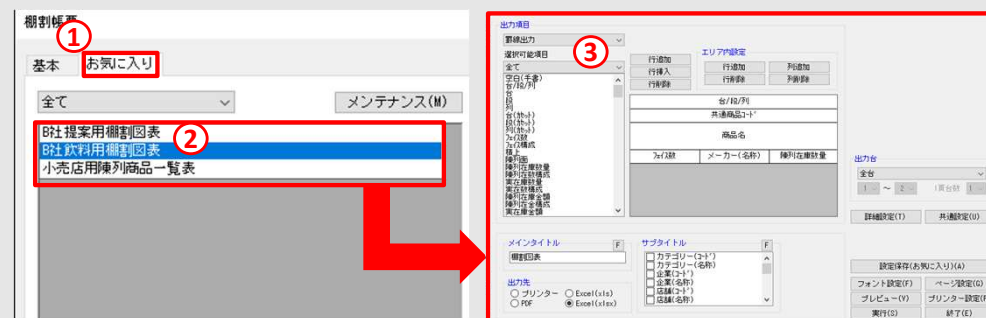 棚割帳票
①
基本 お気に入り
全て メンテナンス(M)
B社提案用棚割図表
②
B社飲料用棚割図表
小売店用陳列商品一覧表
出力項目
罫線出力
③
選択可能項目
全て
空白(手書)
台/段/列
台
段
列
台(ｶｾｯﾄ)
段(ｶｾｯﾄ)
列(ｶｾｯﾄ)
ﾌｪｲｽ数
ﾌｪｲｽ構成
積上
陳列面
陳列在庫数量
陳列在数構成
実在庫数量
実在数構成
陳列在庫金額
陳列在金構成
実在庫金額
行追加
行挿入
行削除
エリア内設定
行追加 列追加
行削除 列削除
台/段/列
共通商品ｺｰﾄﾞ
商品名
ﾌｪｲｽ数 メーカー(名称) 陳列在庫数量
出力台
全台
1 ～ 2 1頁台数 1
詳細設定(T) 共通設定(U)
メインタイトル F
棚割図表
サブタイトル F
カテゴリー(ｺｰﾄﾞ)
カテゴリー(名称)
企業(ｺｰﾄﾞ)
企業(名称)
店舗(ｺｰﾄﾞ)
店舗(名称)
出力先
プリンター Excel(xls)
PDF Excel(xlsx)
設定保存(お気に入り)(A)
フォント設定(F) ページ設定(G)
プレビュー(V) プリンター設定(P)
実行(S) 終了(E)